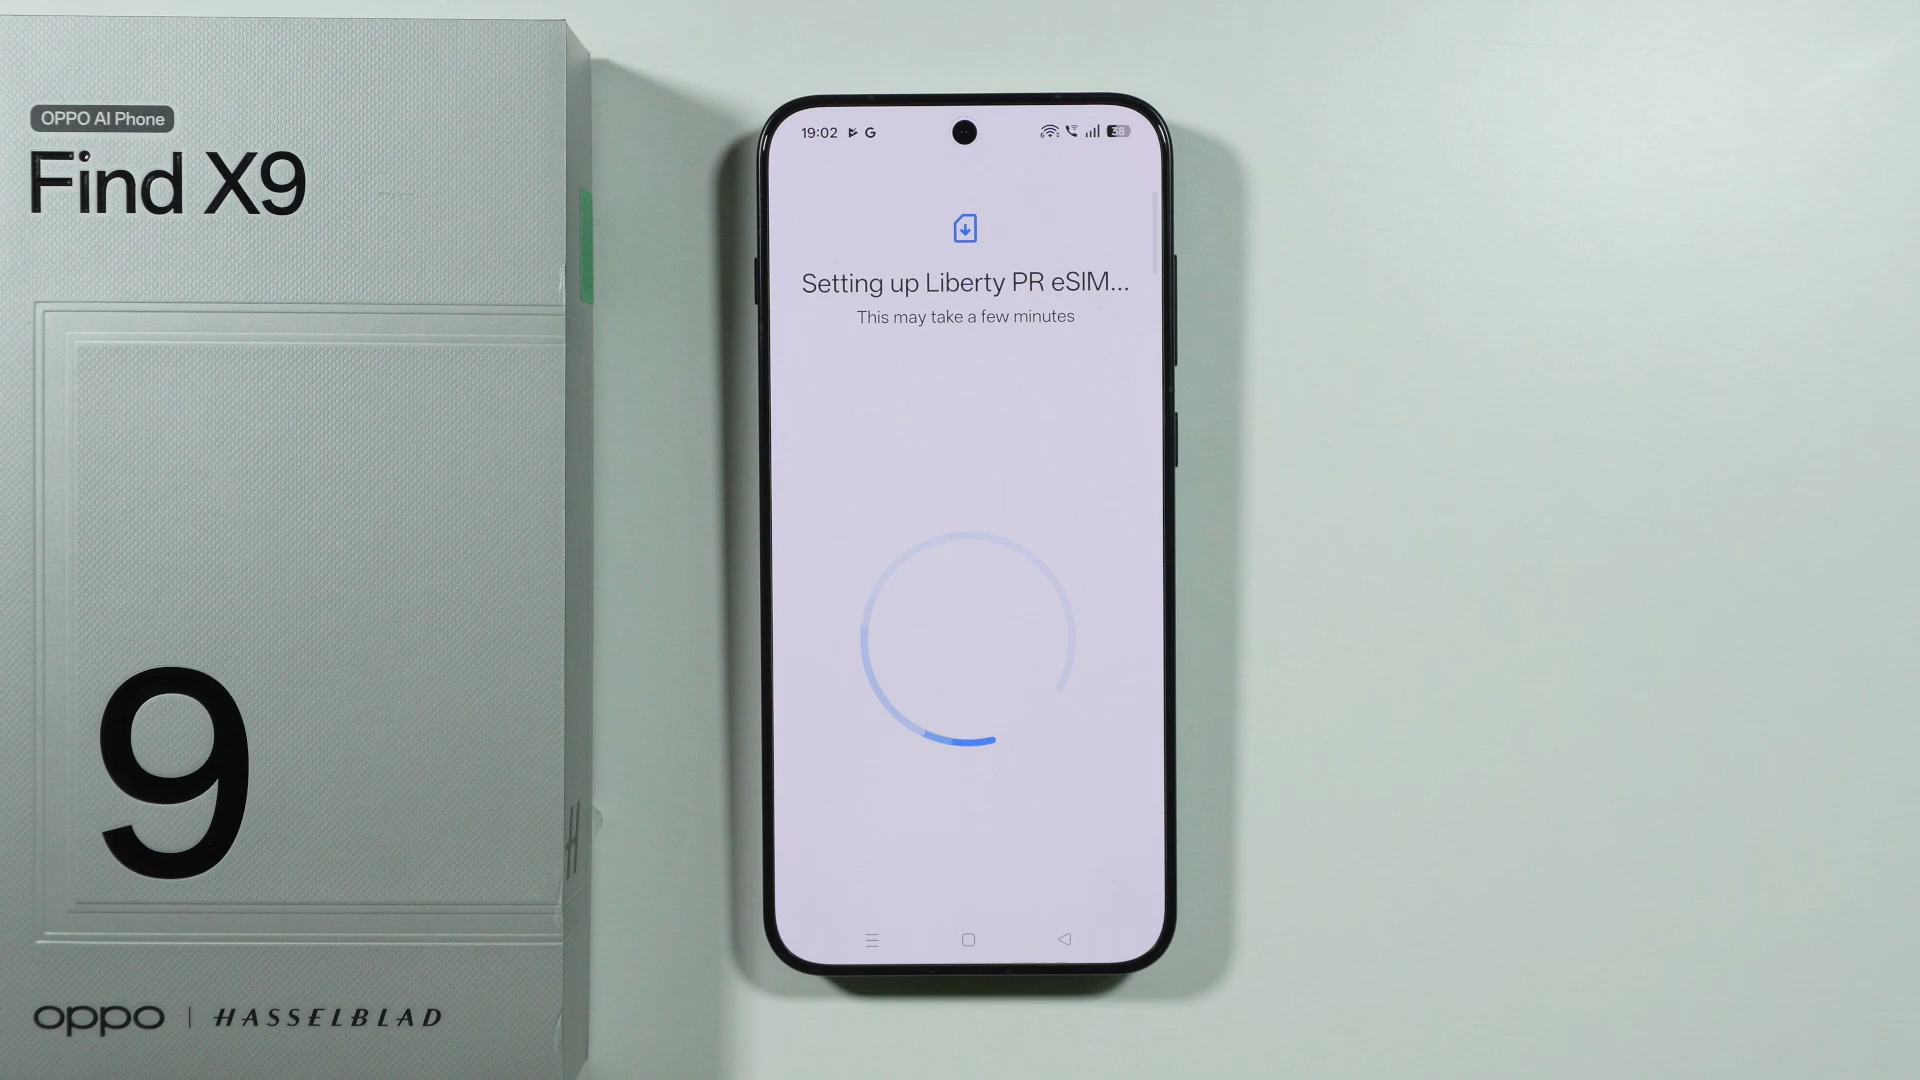 OPPO AI Phone
Find X9
9
oppo | HASSELBLAD
H
19:02 G 38
Setting up Liberty PR eSIM...
This may take a few minutes